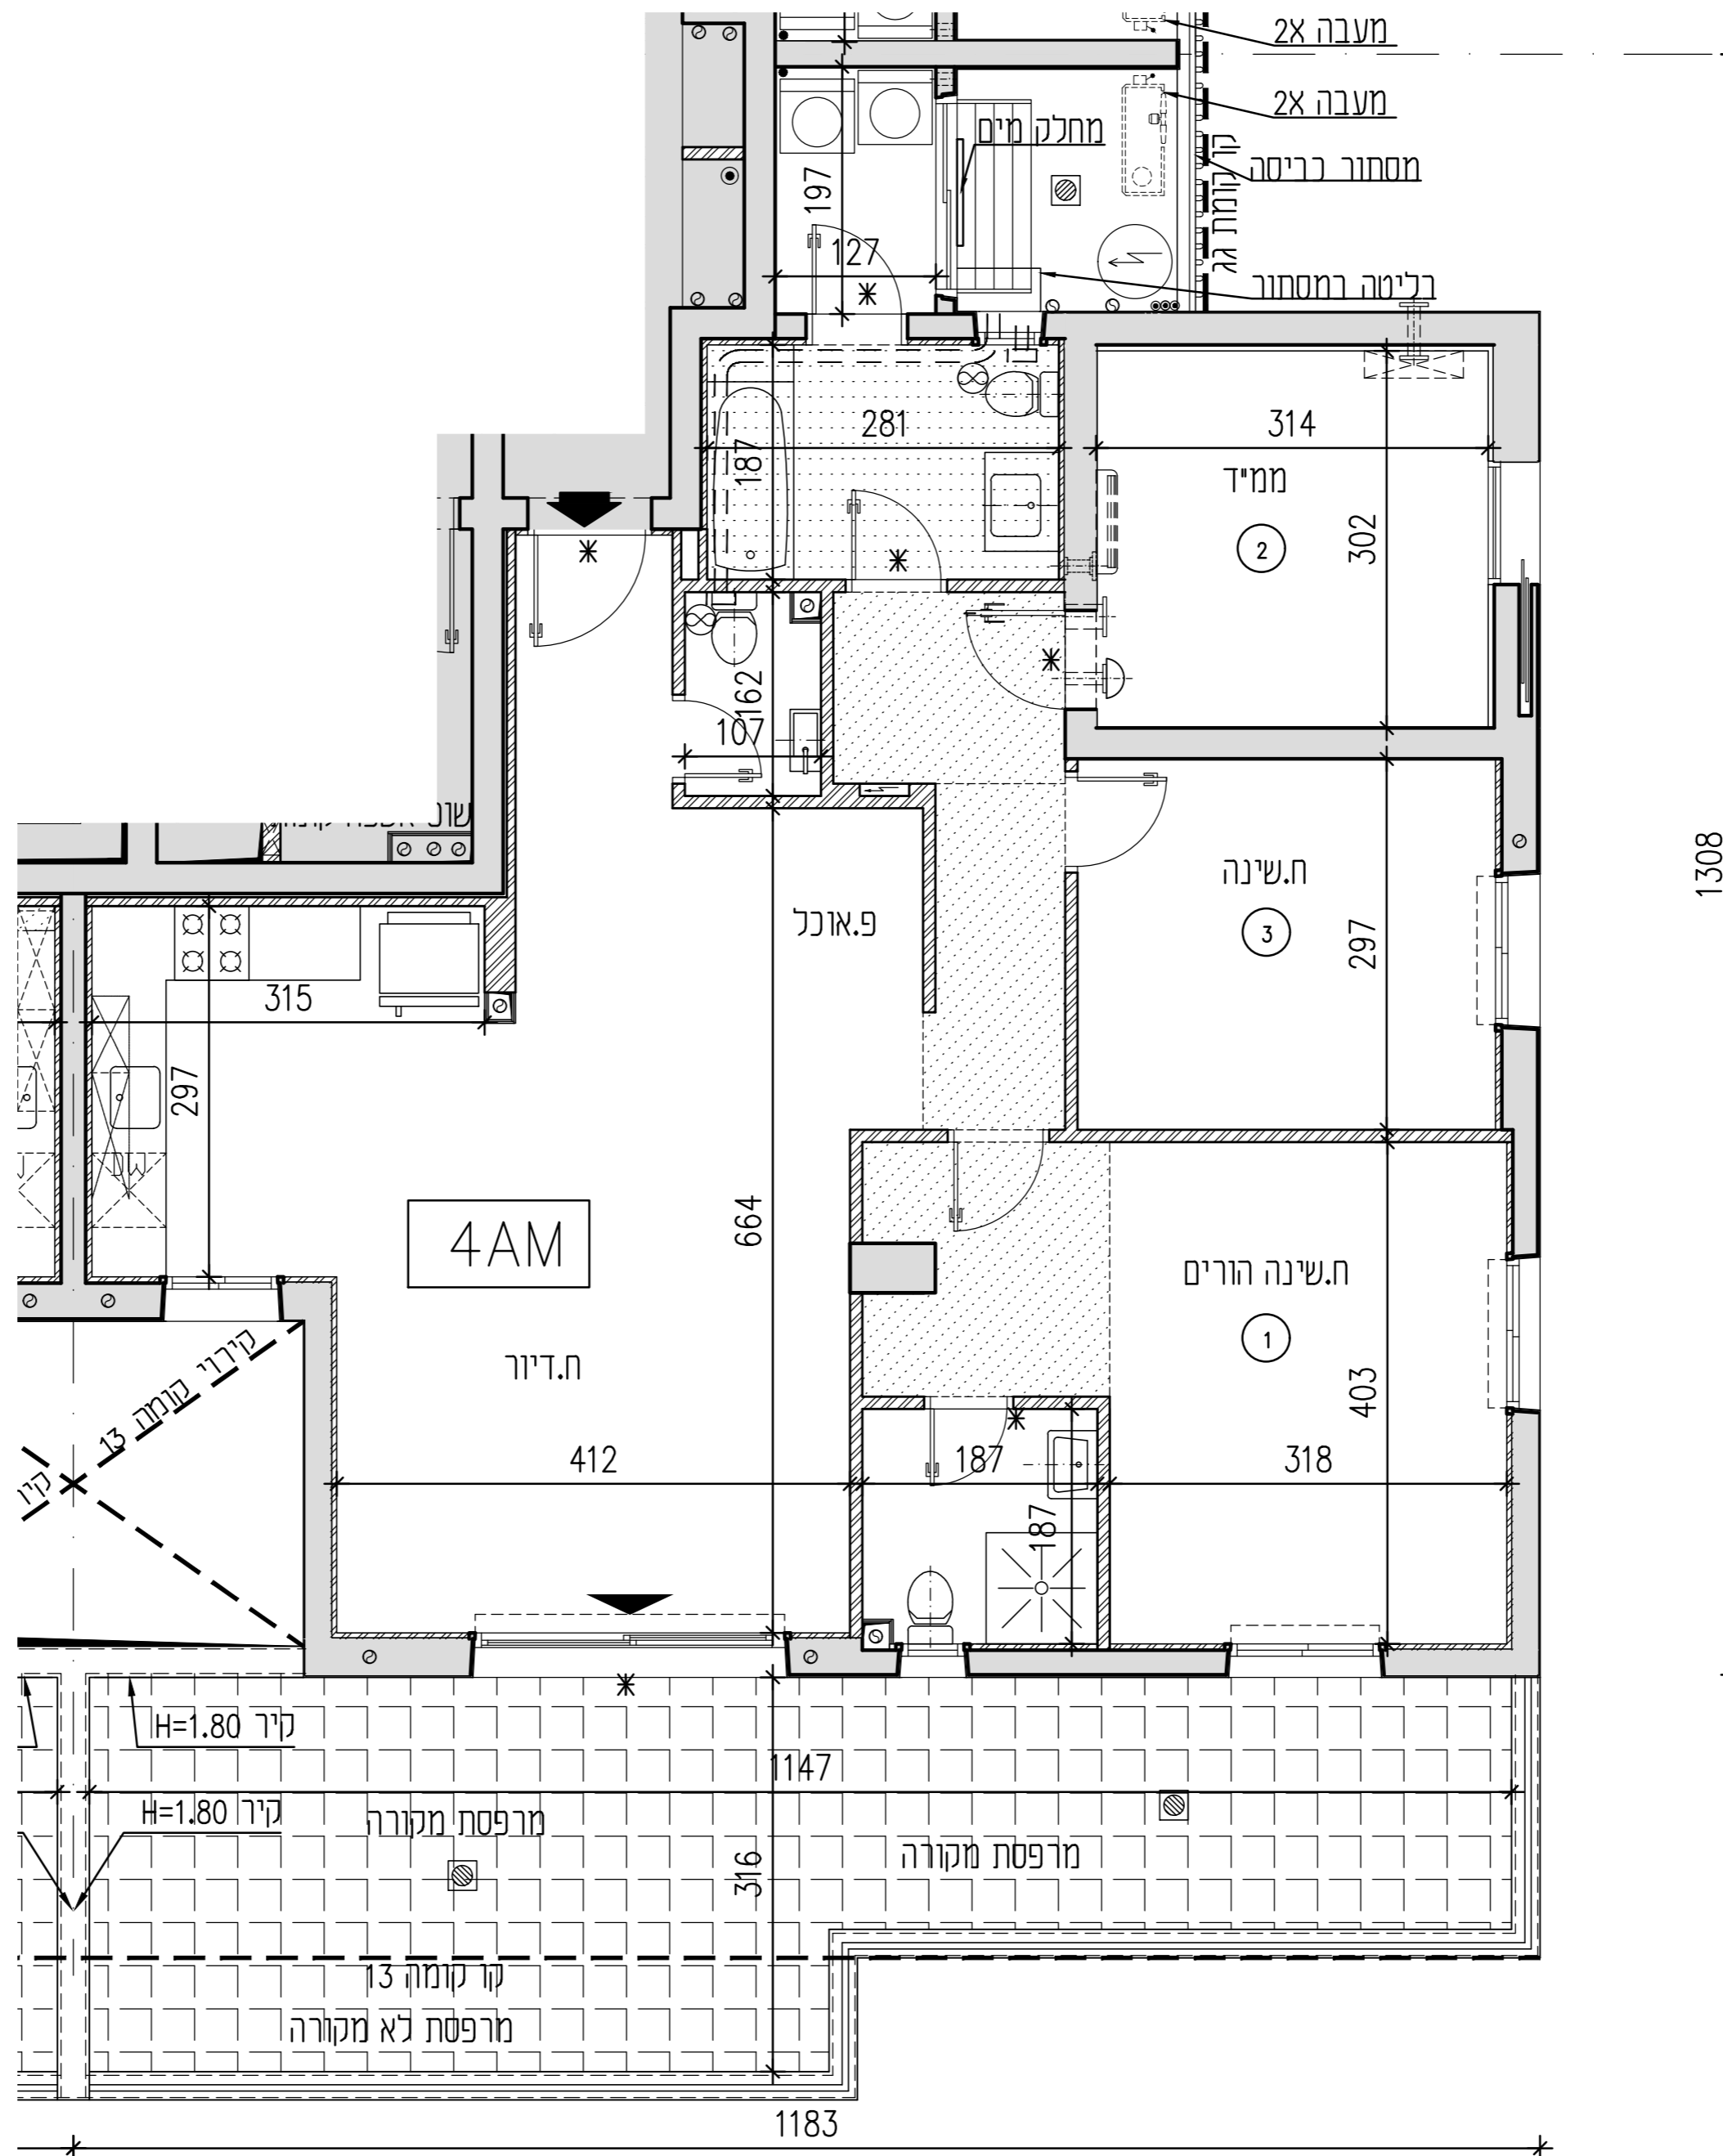 מעבה 2X
מעבה 2X
מחלק מים
מסתור כביסה
קו קומת גג
197
127
בליטה במסתור
281
187
314
ממ"ד
2
302
162
107
1308
ח.שינה
3
297
פ.אוכל
315
297
DW
664
4AM
ח.שינה הורים
1
403
ח.דיור
קירוי קומה 13
412
187
318
187
קיר H=1.80
1147
קיר H=1.80
מרפסת מקורה
מרפסת מקורה
316
קו קומה 13
מרפסת לא מקורה
1183